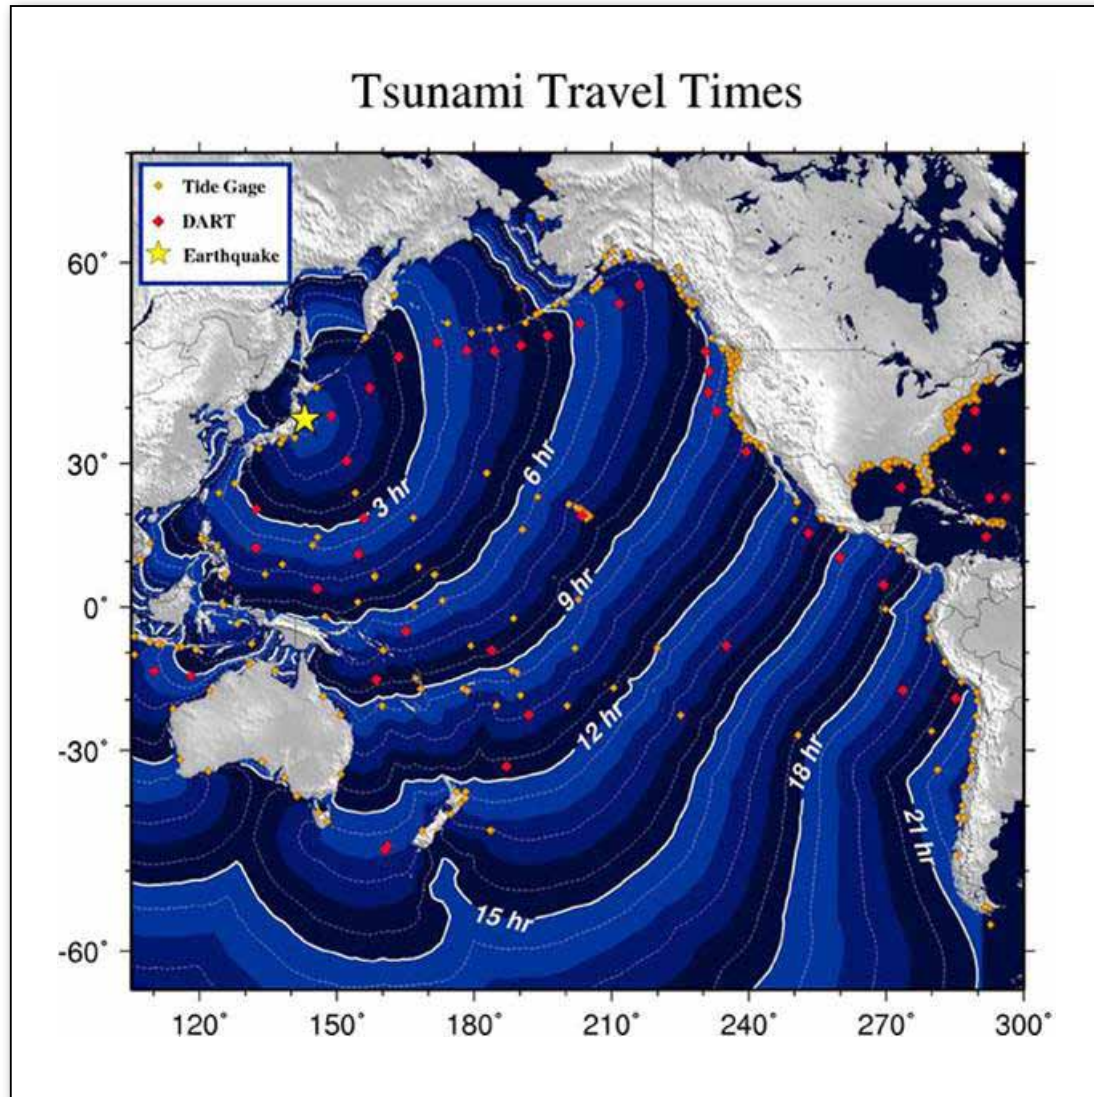 Tsunami Travel Times
Tide Gage
DART
Earthquake
60˚
30˚
0˚
-30˚
-60˚
3 hr
6 hr
9 hr
12 hr
15 hr
18 hr
21 hr
120˚ 150˚ 180˚ 210˚ 240˚ 270˚ 300˚